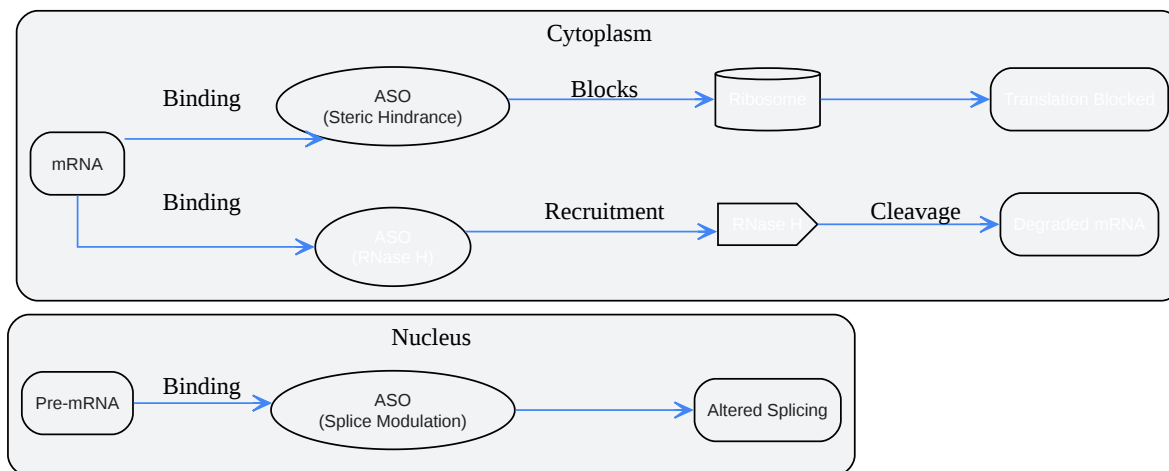 Cytoplasm
Binding
ASO
(Steric Hindrance)
Blocks
Ribosome
Translation Blocked
mRNA
Binding
ASO
(RNase H)
Recruitment
RNase H
Cleavage
Degraded mRNA
Nucleus
Pre-mRNA
Binding
ASO
(Splice Modulation)
Altered Splicing